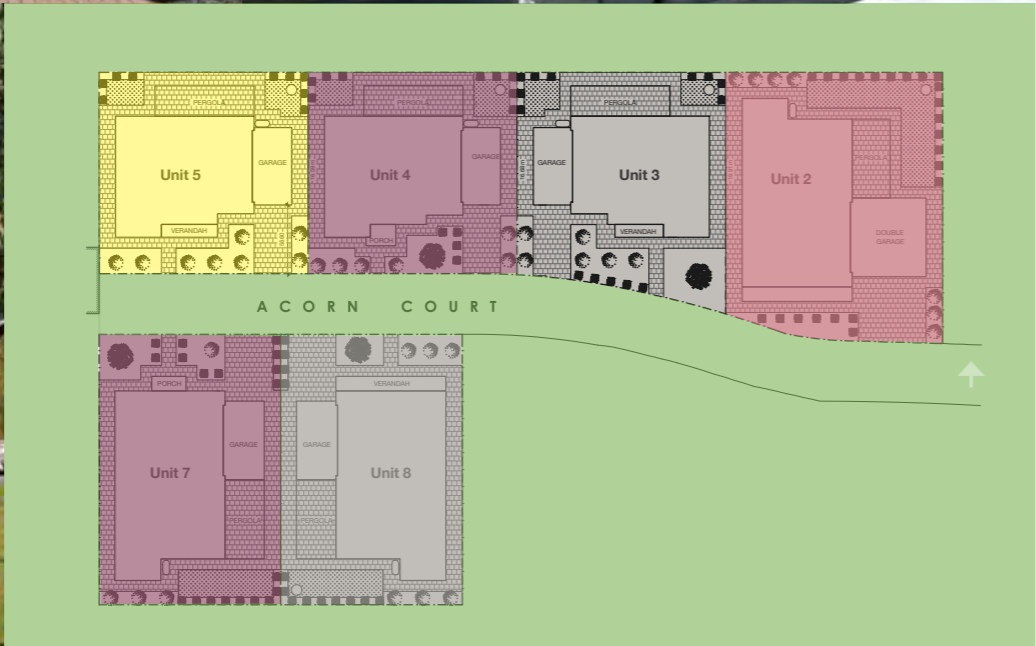 PERGOLA
PERGOLA
PERGOLA
GARAGE
GARAGE
GARAGE
PERGOLA
Unit 5
Unit 4
Unit 3
Unit 2
VERANDAH
PORCH
VERANDAH
DOUBLE
GARAGE
ACORN COURT
PORCH
VERANDAH
GARAGE
GARAGE
Unit 7
Unit 8
PERGOLA
PERGOLA